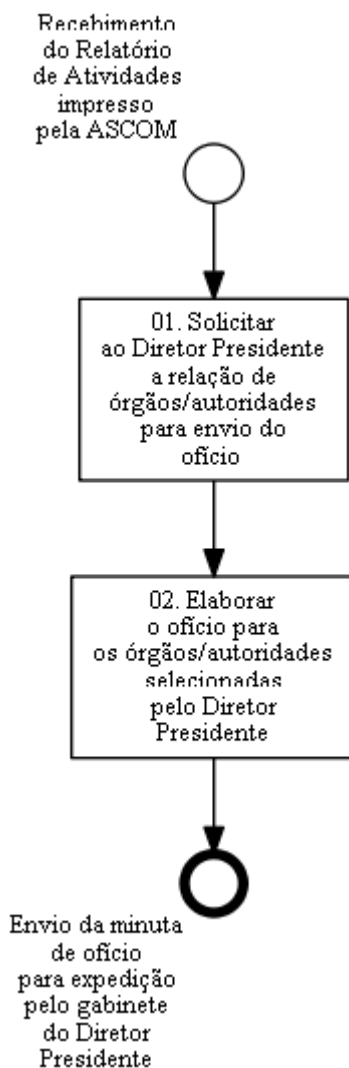 Recebimento
do Relatório
de Atividades
impresso
pela ASCOM
01. Solicitar
ao Diretor Presidente
a relação de
órgãos/autoridades
para envio do
ofício
02. Elaborar
o ofício para
os órgãos/autoridades
selecionadas
pelo Diretor
Presidente
Envio da minuta
de ofício
para expedição
pelo gabinete
do Diretor
Presidente